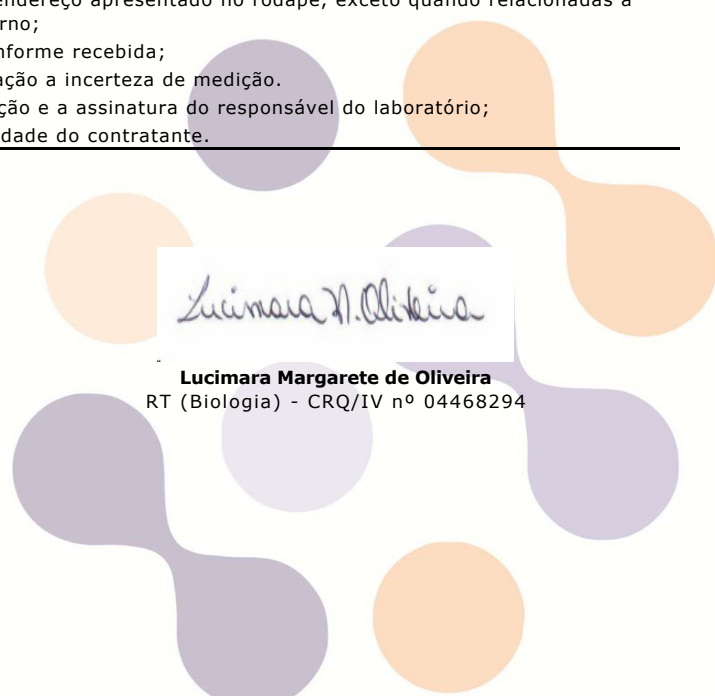 endereço apresentado no rodapé, exceto quando relacionadas a
rno;
nforme recebida;
ação a incerteza de medição.
ção e a assinatura do responsável do laboratório;
dade do contratante.
Lucimara M. Oliveira
Lucimara Margarete de Oliveira
RT (Biologia) - CRQ/IV nº 04468294